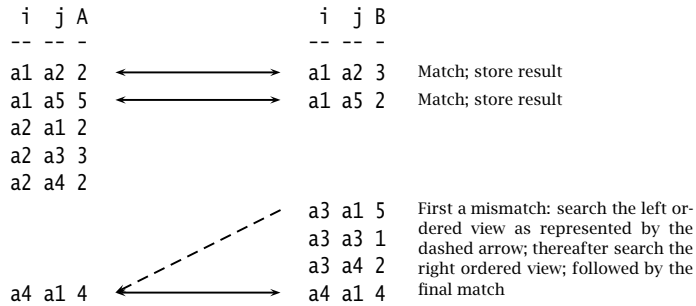 i j A i j B
-- -- - -- -- -
a1 a2 2 a1 a2 3 Match; store result
a1 a5 5 a1 a5 2 Match; store result
a2 a1 2
a2 a3 3
a2 a4 2
a3 a1 5 First a mismatch: search the left or-
a3 a3 1 dered view as represented by the
a3 a4 2 dashed arrow; thereafter search the
right ordered view; followed by the
a4 a1 4 a4 a1 4 final match